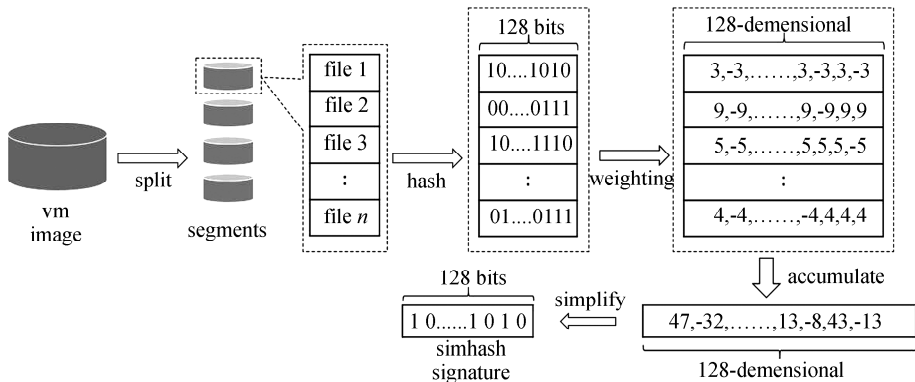 128 bits
128-demensional
file 1
file 2
file 3
:
file n
10....1010
00....0111
10....1110
:
01....0111
3,-3,……,3,-3,3,-3
9,-9,……,9,-9,9,9
5,-5,……,5,5,5,-5
:
4,-4,……,-4,4,4,4
split
hash
weighting
vm
image
segments
accumulate
128 bits
simplify
1 0......1 0 1 0
47,-32,……,13,-8,43,-13
simhash
signature
128-demensional